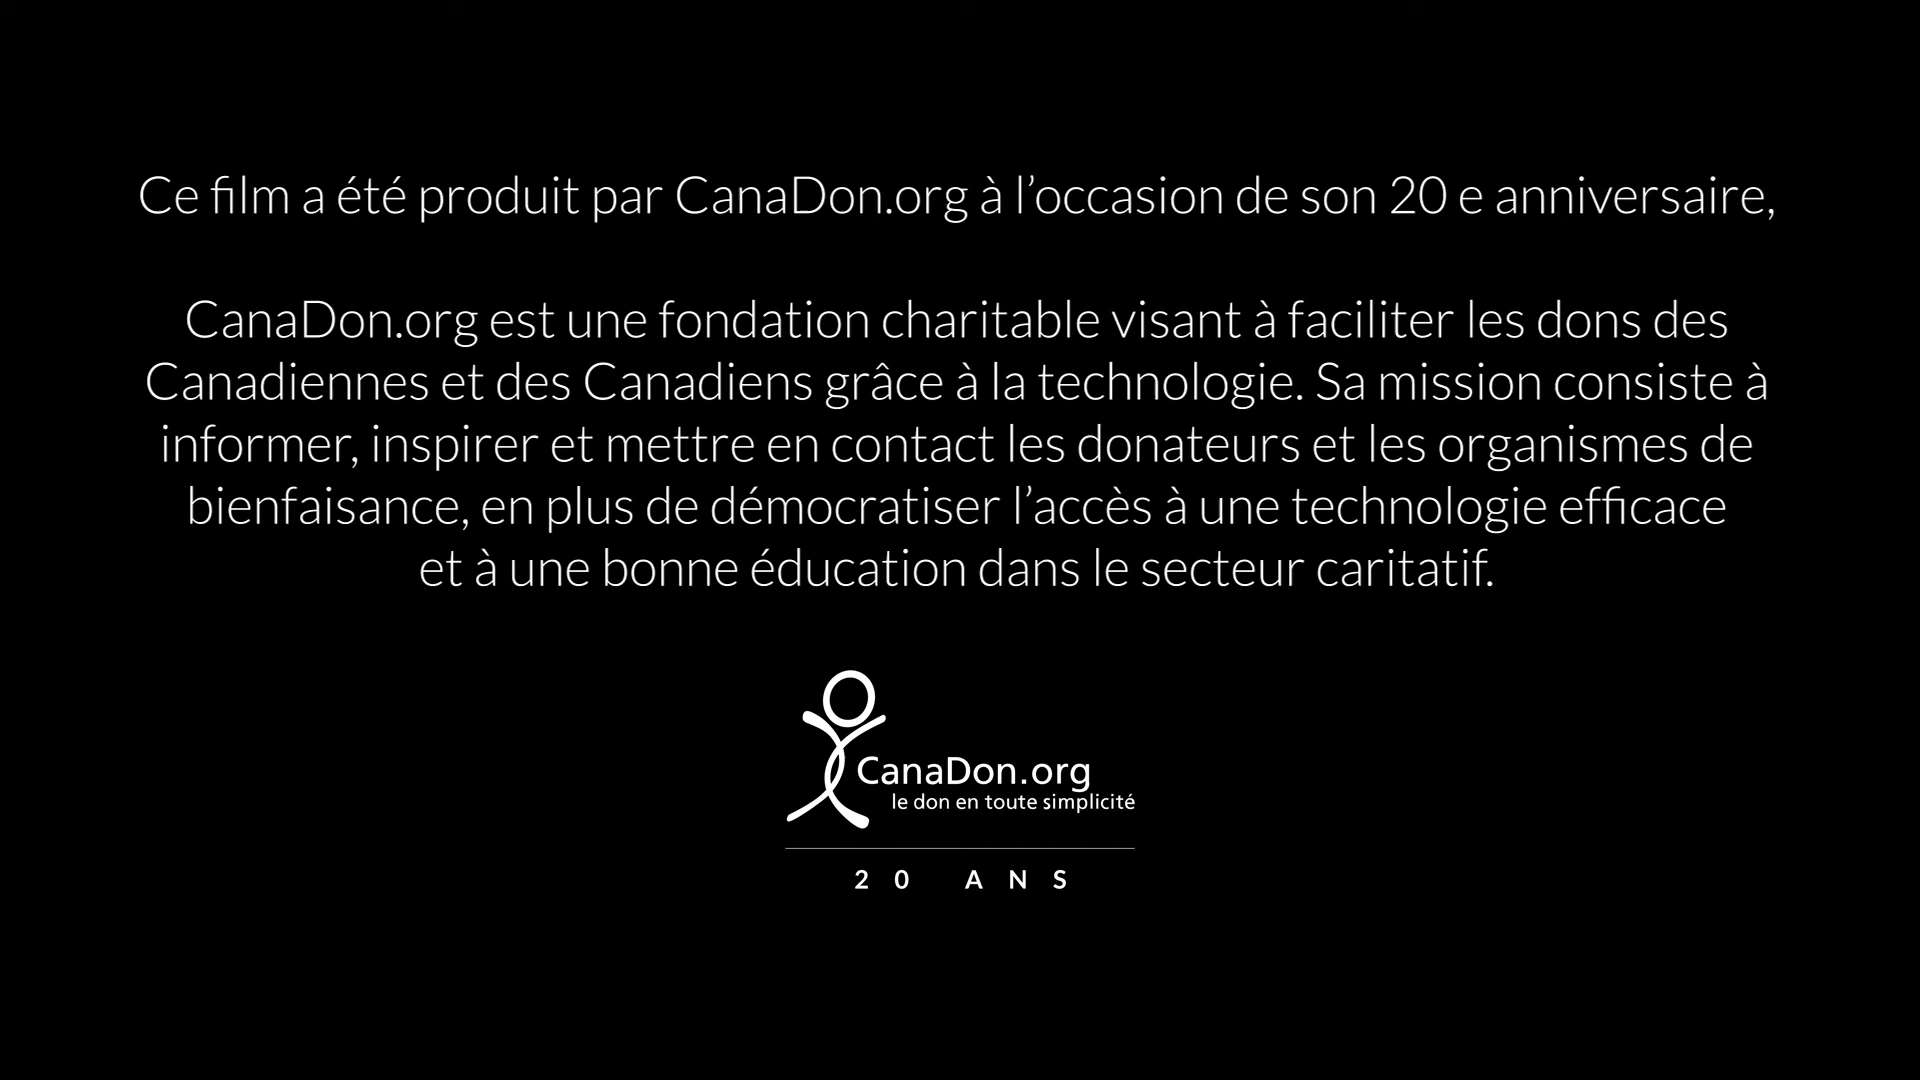 Ce film a été produit par CanaDon.org à l’occasion de son 20 e anniversaire,
CanaDon.org est une fondation charitable visant à faciliter les dons des
Canadiennes et des Canadiens grâce à la technologie. Sa mission consiste à
informer, inspirer et mettre en contact les donateurs et les organismes de
bienfaisance, en plus de démocratiser l’accès à une technologie efficace
et à une bonne éducation dans le secteur caritatif.
CanaDon.org
le don en toute simplicité
20 ANS